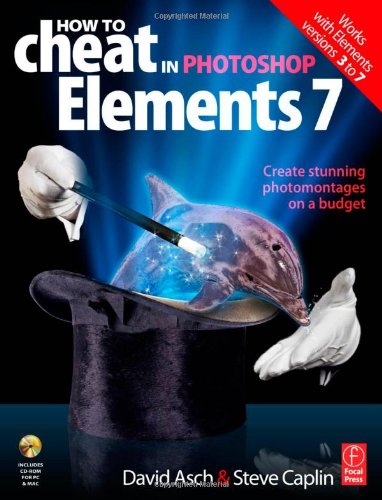 HOW TO
cheat IN PHOTOSHOP
Elements 7
Works
with Elements
versions 3 to 7
Create stunning
photomontages
on a budget
INCLUDES
CD-ROM
FOR PC
& MAC
David Asch & Steve Caplin
Focal
Press